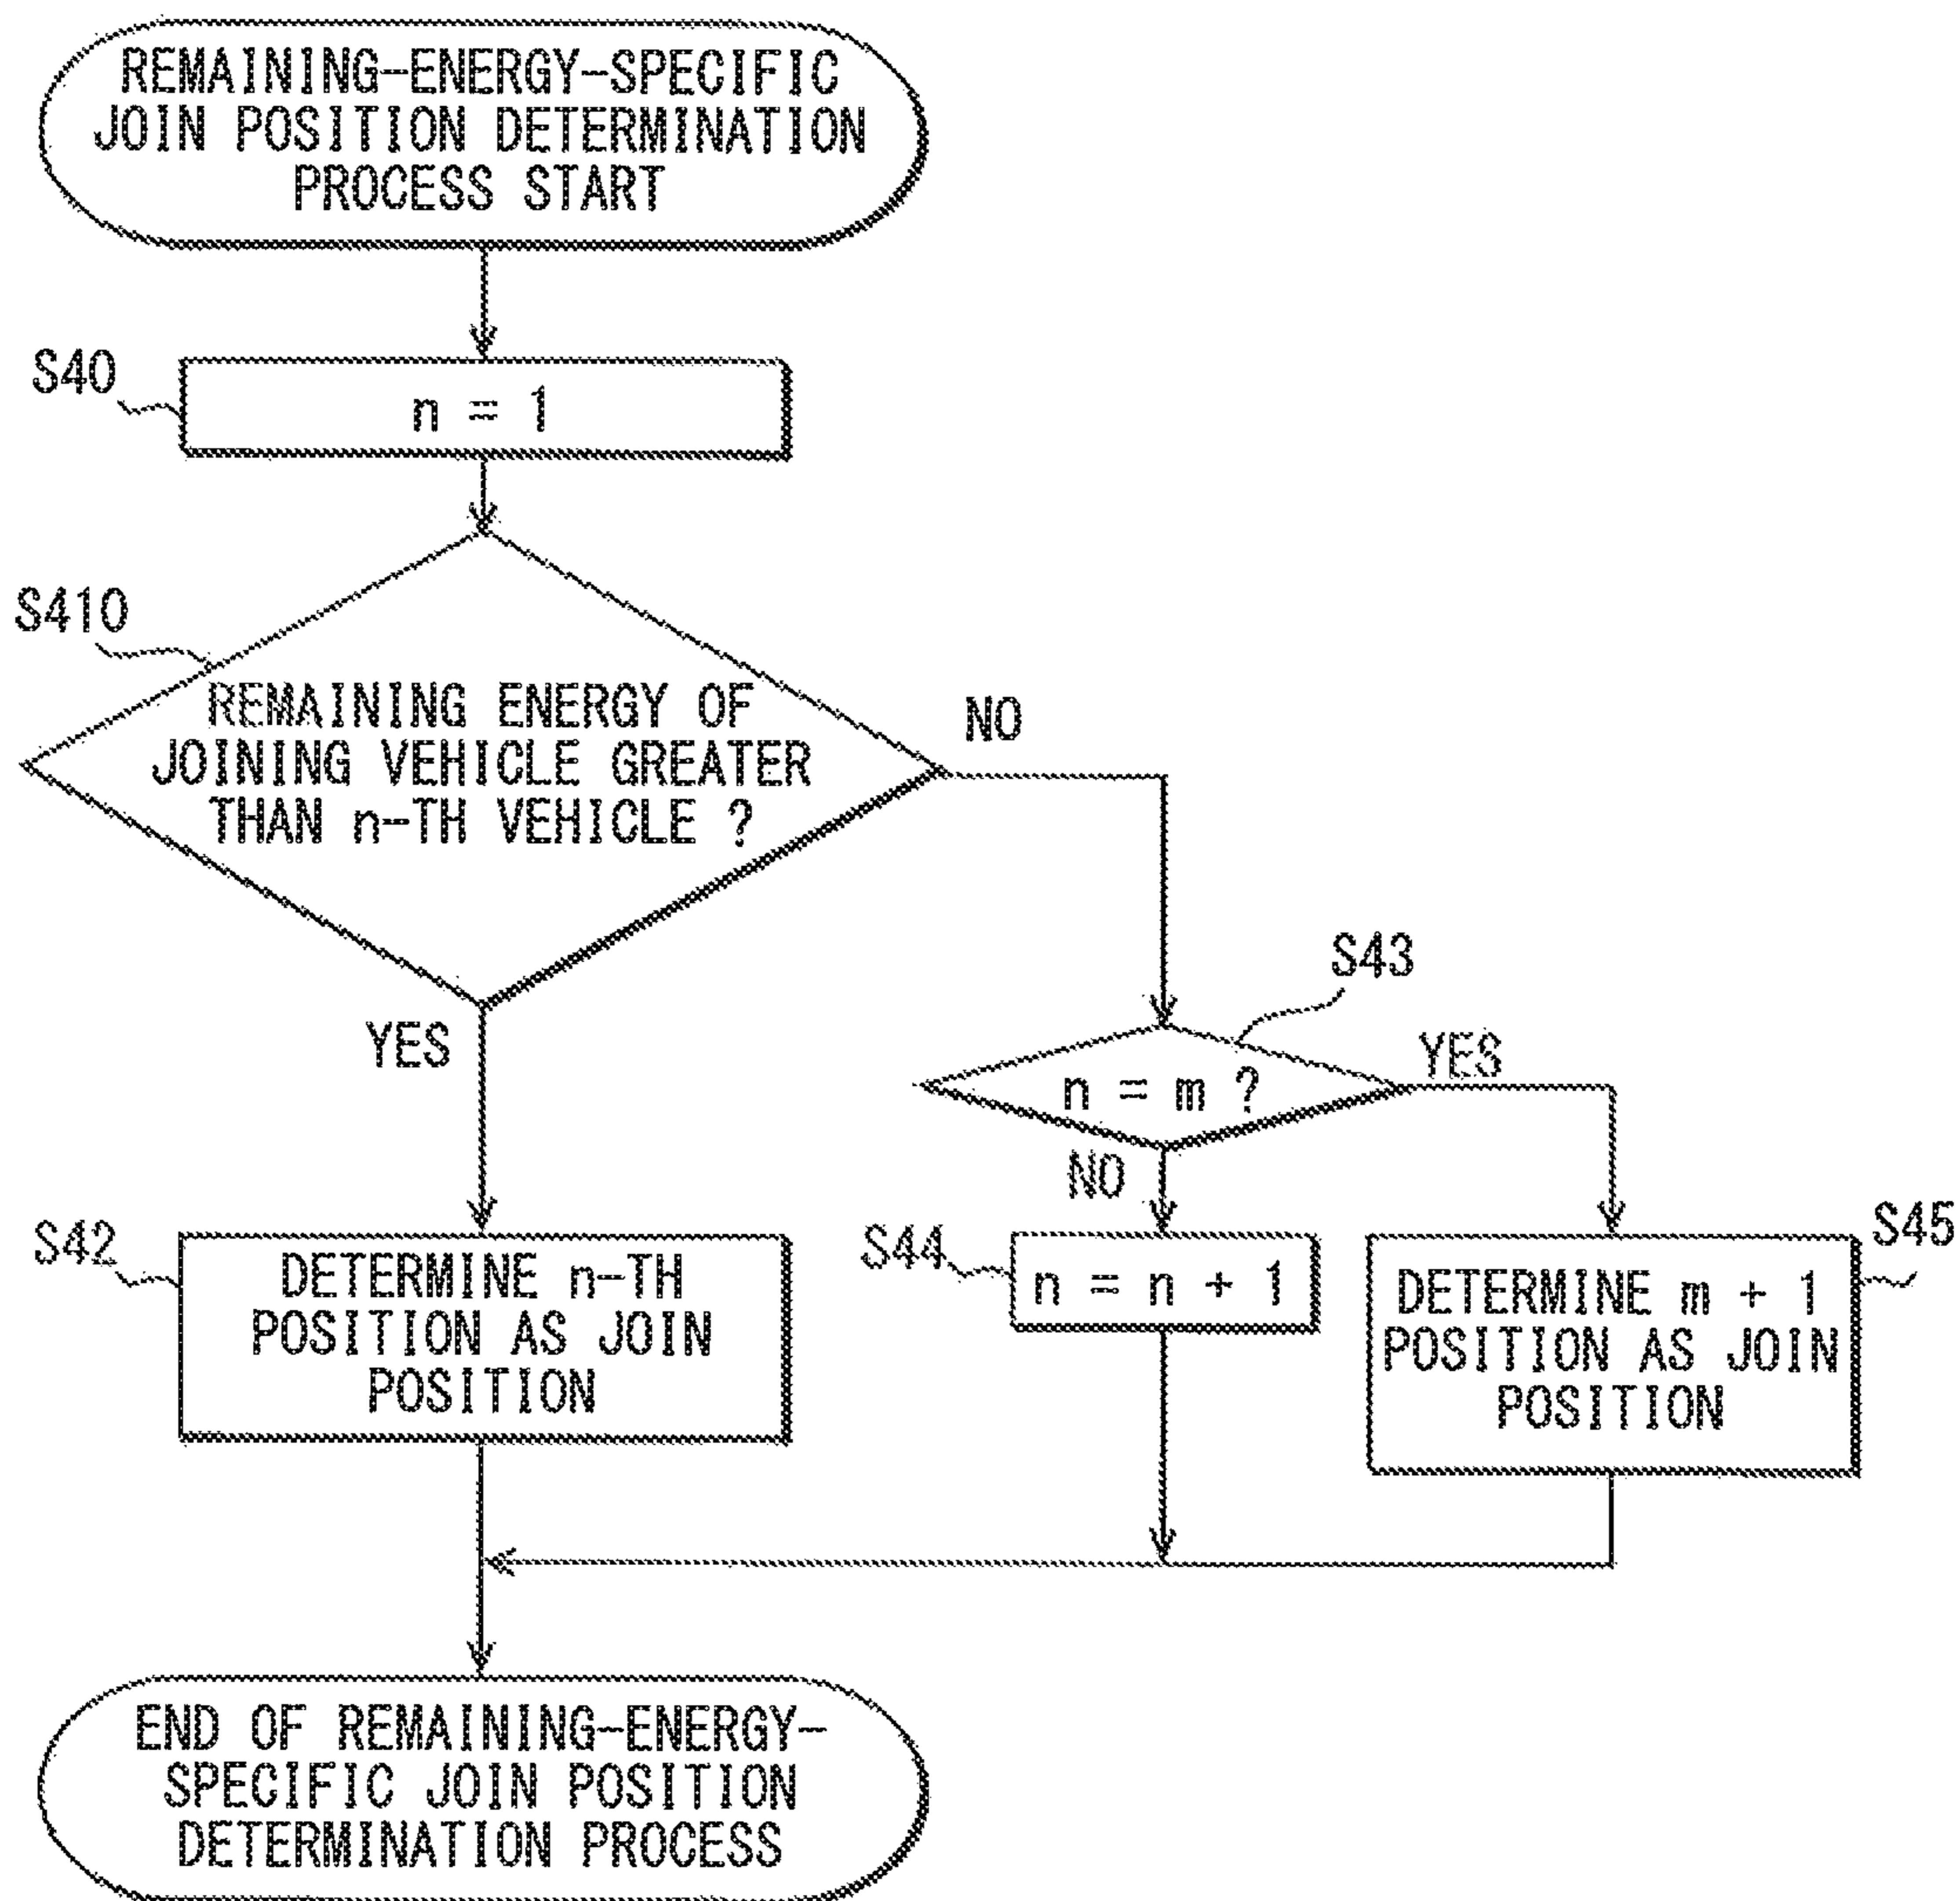 REMAINING-ENERGY-SPECIFIC
JOIN POSITION DETERMINATION
PROCESS START
S40
n = 1
S410
REMAINING ENERGY OF
JOINING VEHICLE GREATER
THAN n-TH VEHICLE ?
NO
YES
S43
n = m ?
YES
NO
S42
DETERMINE n-TH
POSITION AS JOIN
POSITION
S44
n = n + 1
S45
DETERMINE m + 1
POSITION AS JOIN
POSITION
END OF REMAINING-ENERGY-
SPECIFIC JOIN POSITION
DETERMINATION PROCESS